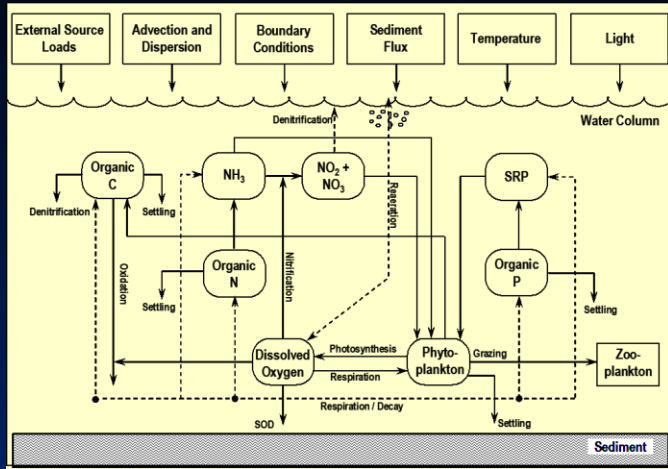 External Source
Loads
Advection and
Dispersion
Boundary
Conditions
Sediment
Flux
Temperature
Light
Denitrification
Water Column
Organic
C
NH3
NO2 +
NO3
SRP
Denitrification
Settling
Reaeration
Oxidation
Nitrification
Organic
N
Organic
P
Settling
Settling
Dissolved
Oxygen
Photosynthesis
Respiration
Phyto-
plankton
Grazing
Zoo-
plankton
Respiration / Decay
SOD
Settling
Sediment